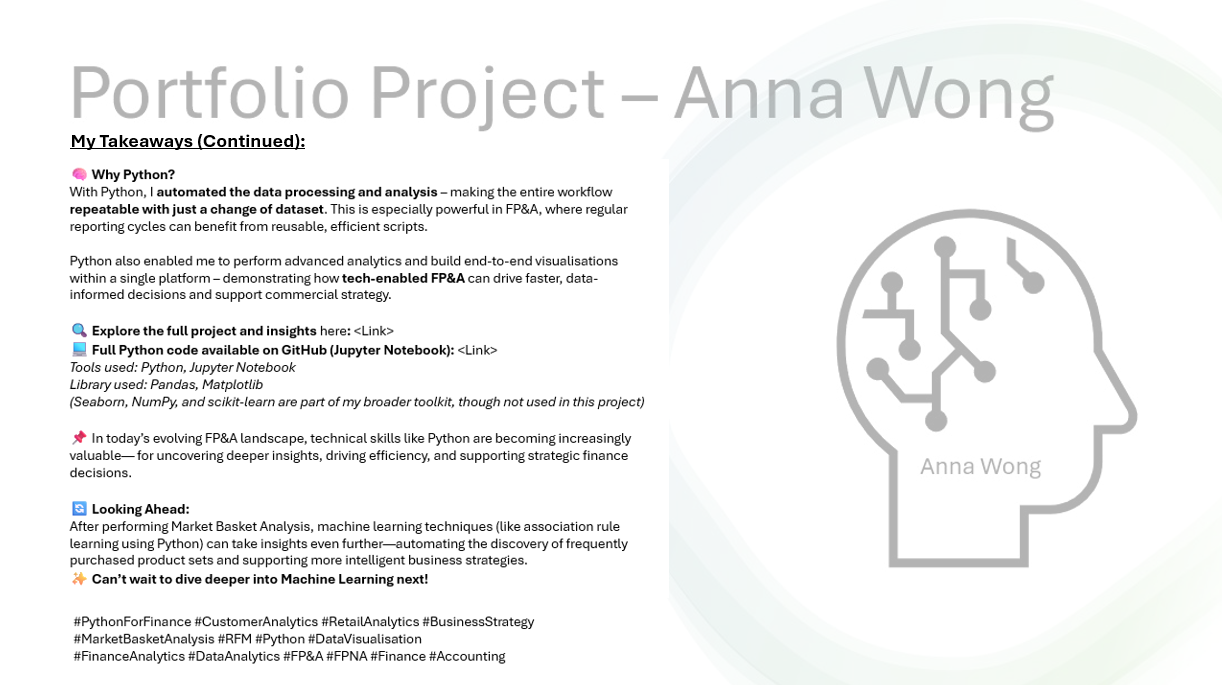 Portfolio Project – Anna Wong
My Takeaways (Continued):
🧠 Why Python?
With Python, I automated the data processing and analysis – making the entire workflow
repeatable with just a change of dataset. This is especially powerful in FP&A, where regular
reporting cycles can benefit from reusable, efficient scripts.
Python also enabled me to perform advanced analytics and build end-to-end visualisations
within a single platform – demonstrating how tech-enabled FP&A can drive faster, data-
informed decisions and support commercial strategy.
🔍 Explore the full project and insights here: <Link>
💻 Full Python code available on GitHub (Jupyter Notebook): <Link>
Tools used: Python, Jupyter Notebook
Library used: Pandas, Matplotlib
(Seaborn, NumPy, and scikit-learn are part of my broader toolkit, though not used in this project)
📌 In today’s evolving FP&A landscape, technical skills like Python are becoming increasingly
valuable— for uncovering deeper insights, driving efficiency, and supporting strategic finance
decisions.
🔄 Looking Ahead:
After performing Market Basket Analysis, machine learning techniques (like association rule
learning using Python) can take insights even further—automating the discovery of frequently
purchased product sets and supporting more intelligent business strategies.
✨ Can’t wait to dive deeper into Machine Learning next!
#PythonForFinance #CustomerAnalytics #RetailAnalytics #BusinessStrategy
#MarketBasketAnalysis #RFM #Python #DataVisualisation
#FinanceAnalytics #DataAnalytics #FP&A #FPNA #Finance #Accounting
Anna Wong